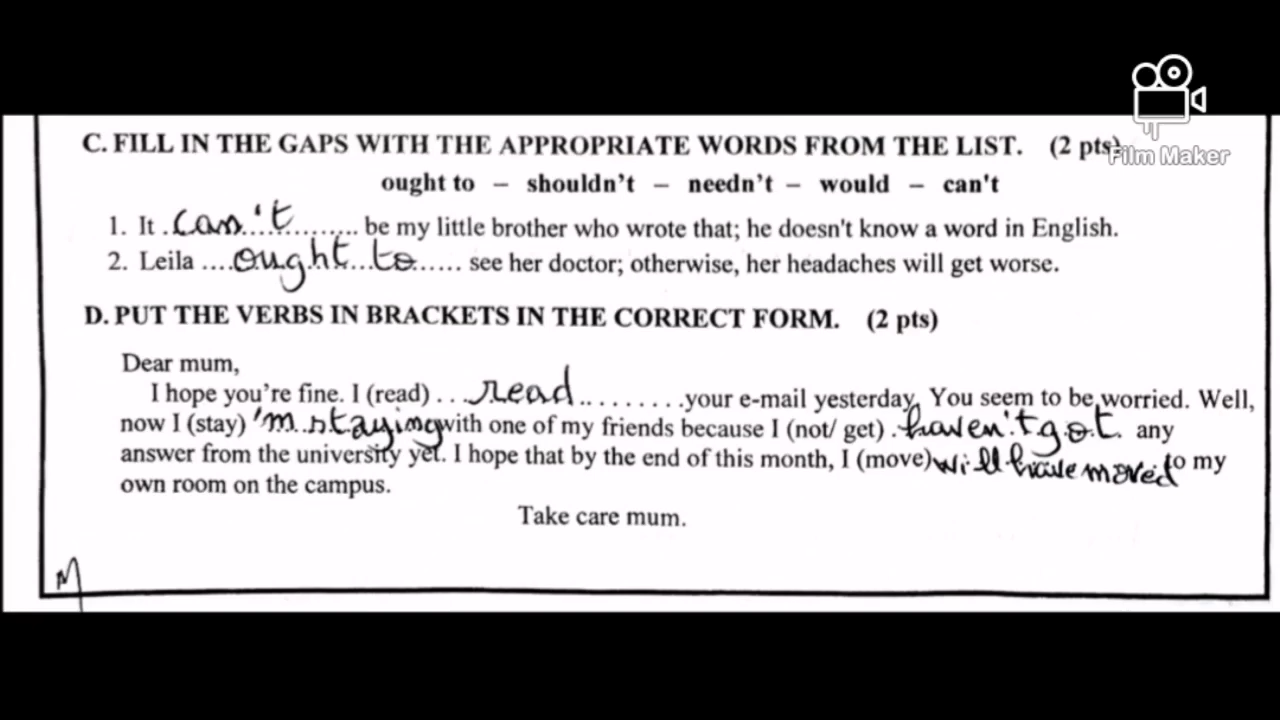 Film Maker
C. FILL IN THE GAPS WITH THE APPROPRIATE WORDS FROM THE LIST. (2 pts)
ought to – shouldn't – needn't – would – can't
1. It .can't.............. be my little brother who wrote that; he doesn't know a word in English.
2. Leila ....ought to...... see her doctor; otherwise, her headaches will get worse.
D. PUT THE VERBS IN BRACKETS IN THE CORRECT FORM. (2 pts)
Dear mum,
I hope you're fine. I (read) ...read.........your e-mail yesterday. You seem to be worried. Well,
now I (stay) 'm staying with one of my friends because I (not/ get) .haven't got. any
answer from the university yet. I hope that by the end of this month, I (move) will have moved to my
own room on the campus.
Take care mum.
M